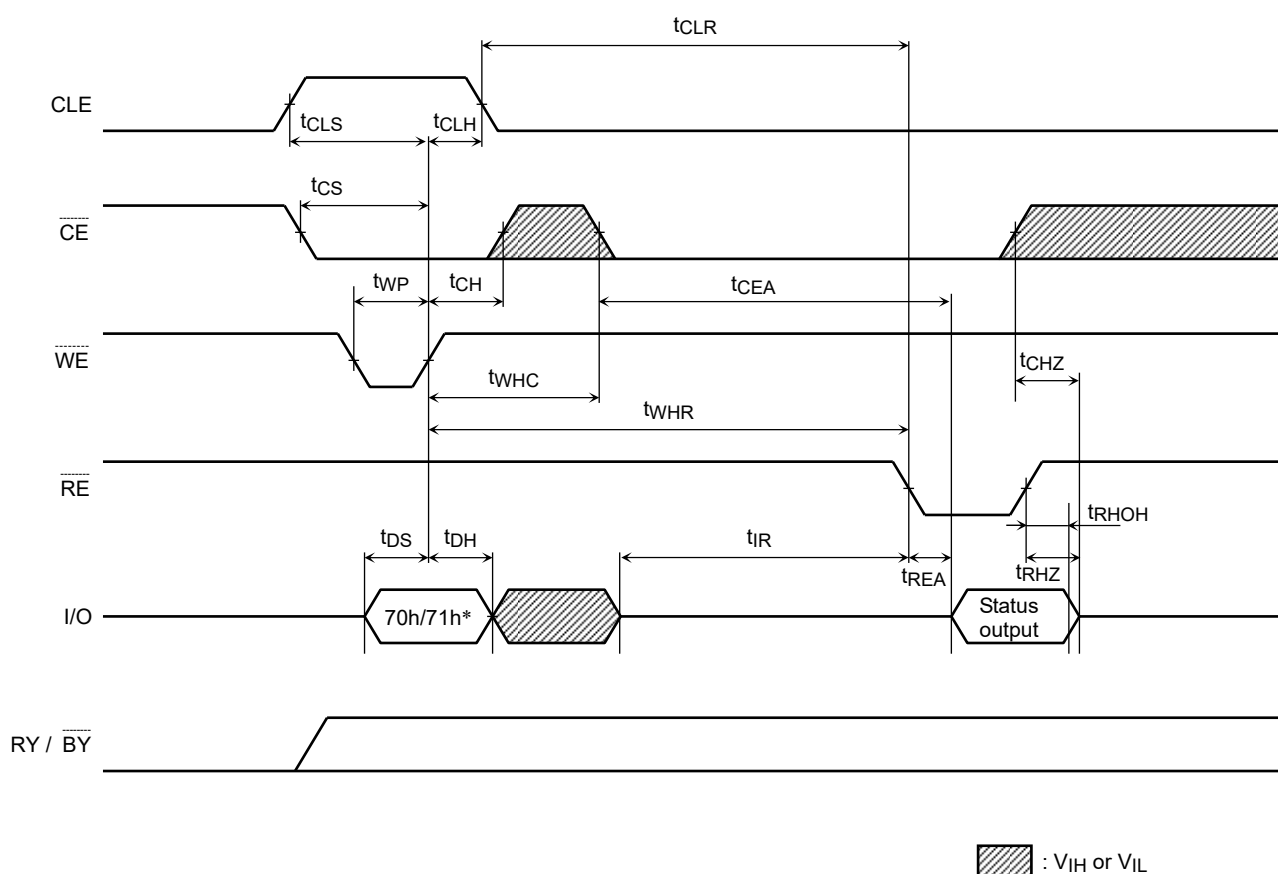 tCLR
CLE
tCLS
tCLH
tCS
CE
tWP
tCH
tCEA
WE
tCHZ
tWHC
tWHR
RE
tRHOH
tDS
tDH
tIR
tREA
tRHZ
I/O
70h/71h*
Status
output
RY / BY
: VIH or VIL